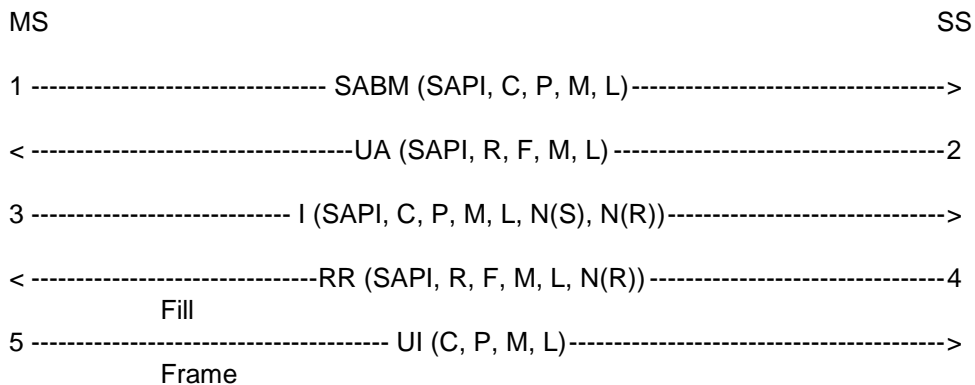 MS SS
1 --------------------------------- SABM (SAPI, C, P, M, L)----------------------------------->
< ------------------------------------UA (SAPI, R, F, M, L) -------------------------------------2
3 ----------------------------- I (SAPI, C, P, M, L, N(S), N(R))------------------------------->
< --------------------------------RR (SAPI, R, F, M, L, N(R)) ---------------------------------4
Fill
5 ---------------------------------------- UI (C, P, M, L)------------------------------------------>
Frame